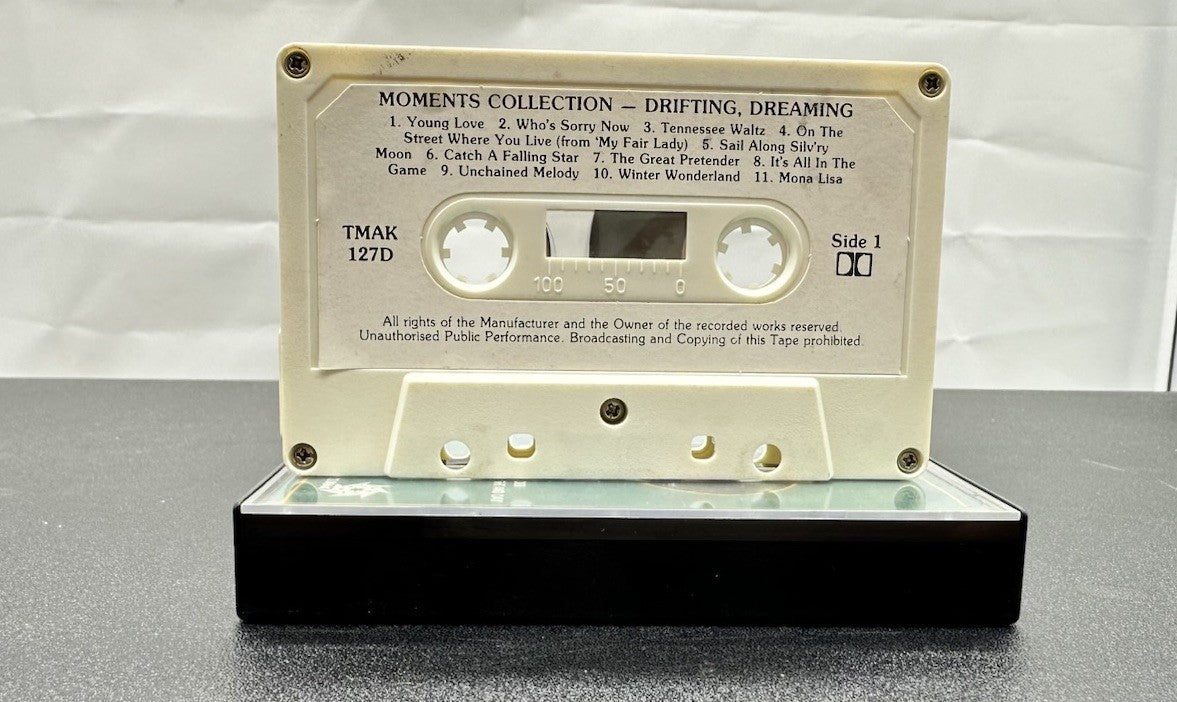 MOMENTS COLLECTION — DRIFTING, DREAMING
1. Young Love 2. Who's Sorry Now 3. Tennessee Waltz 4. On The
Street Where You Live (from 'My Fair Lady) 5. Sail Along Silv'ry
Moon 6. Catch A Falling Star 7. The Great Pretender 8. It's All In The
Game 9. Unchained Melody 10. Winter Wonderland 11. Mona Lisa
TMAK
127D
Side 1
100 50 0
All rights of the Manufacturer and the Owner of the recorded works reserved.
Unauthorised Public Performance. Broadcasting and Copying of this Tape prohibited.